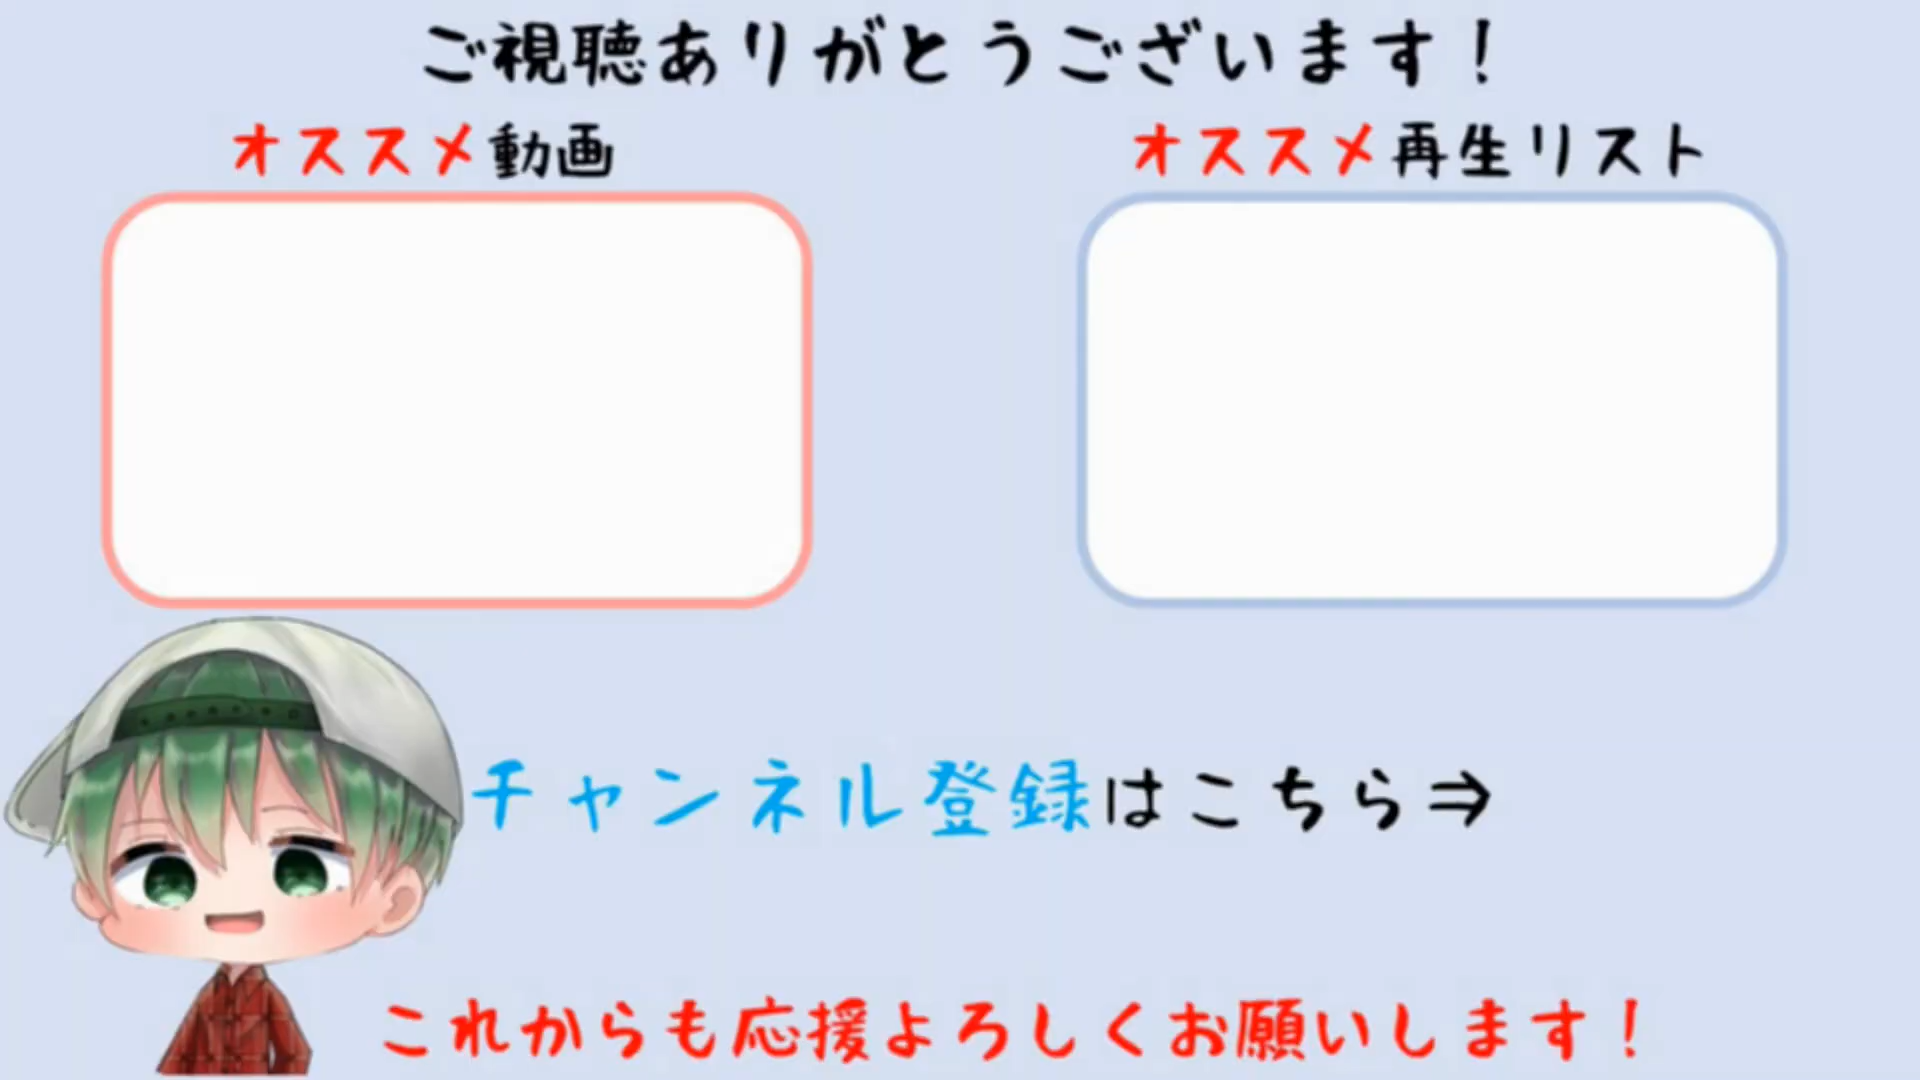 ご視聴ありがとうございます！
オススメ動画
オススメ再生リスト
チャンネル登録はこちら⇒
これからも応援よろしくお願いします！